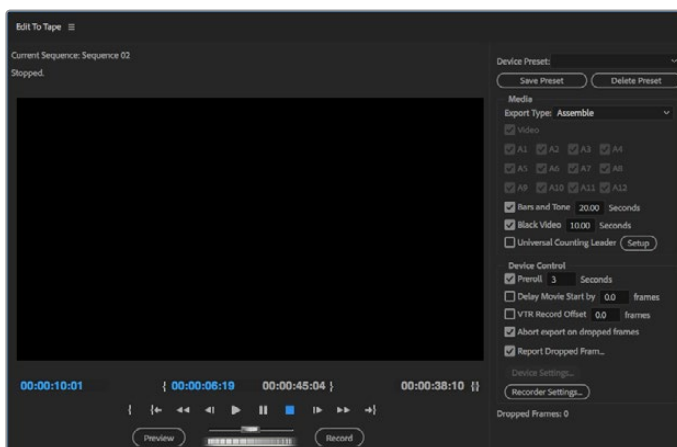 Edit To Tape
Current Sequence: Sequence 02
Stopped.
00:00:10:01
{ 00:00:06:19
00:00:45:04 }
00:00:38:10 {}
Preview
Record
Device Preset:
Save Preset
Delete Preset
Media
Export Type: Assemble
Video
A1 A2 A3 A4
A5 A6 A7 A8
A9 A10 A11 A12
Bars and Tone 20.00 Seconds
Black Video 10.00 Seconds
Universal Counting Leader Setup
Device Control
Preroll 3 Seconds
Delay Movie Start by 0.0 frames
VTR Record Offset 0.0 frames
Abort export on dropped frames
Report Dropped Fram...
Device Settings...
Recorder Settings...
Dropped Frames: 0